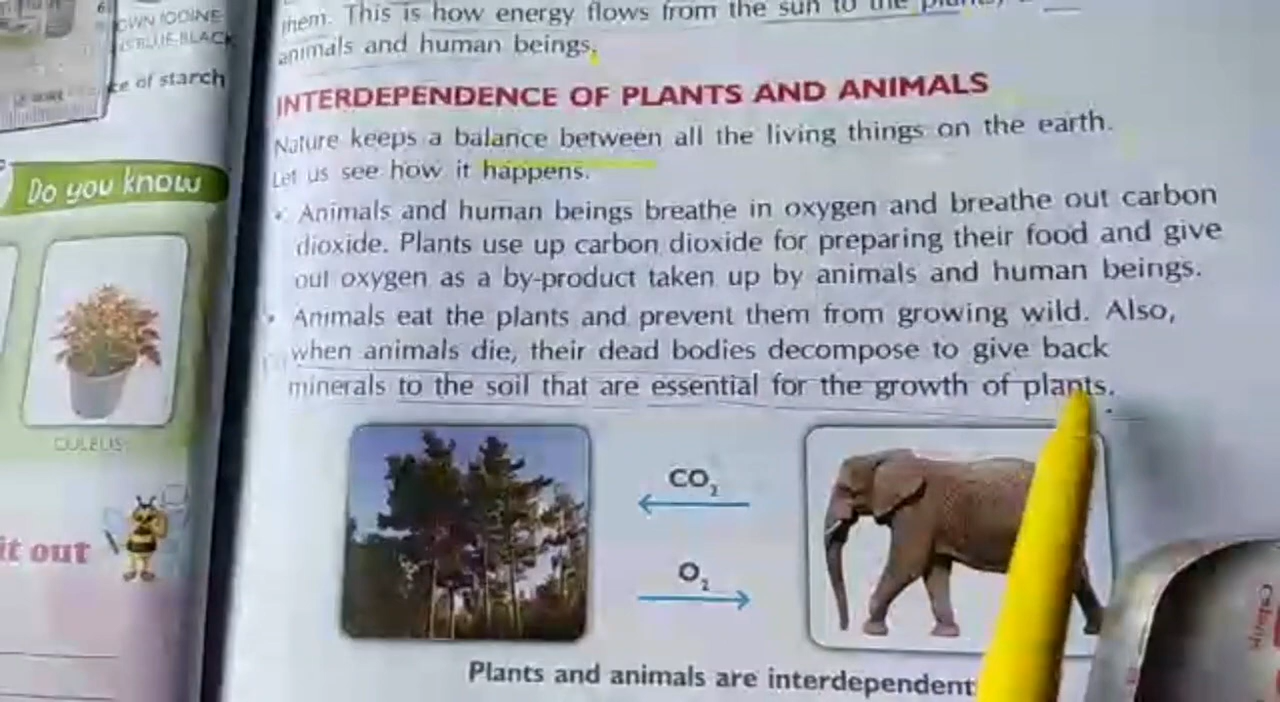 OWN IODINE
BLUE-BLACK
ce of starch
Do you know
COLEUS
it out
them. This is how energy flows from the sun to the
animals and human beings.
INTERDEPENDENCE OF PLANTS AND ANIMALS
Nature keeps a balance between all the living things on the earth.
Let us see how it happens.
• Animals and human beings breathe in oxygen and breathe out carbon
dioxide. Plants use up carbon dioxide for preparing their food and give
out oxygen as a by-product taken up by animals and human beings.
• Animals eat the plants and prevent them from growing wild. Also,
when animals die, their dead bodies decompose to give back
minerals to the soil that are essential for the growth of plants.
CO₂
O₂
Plants and animals are interdependent